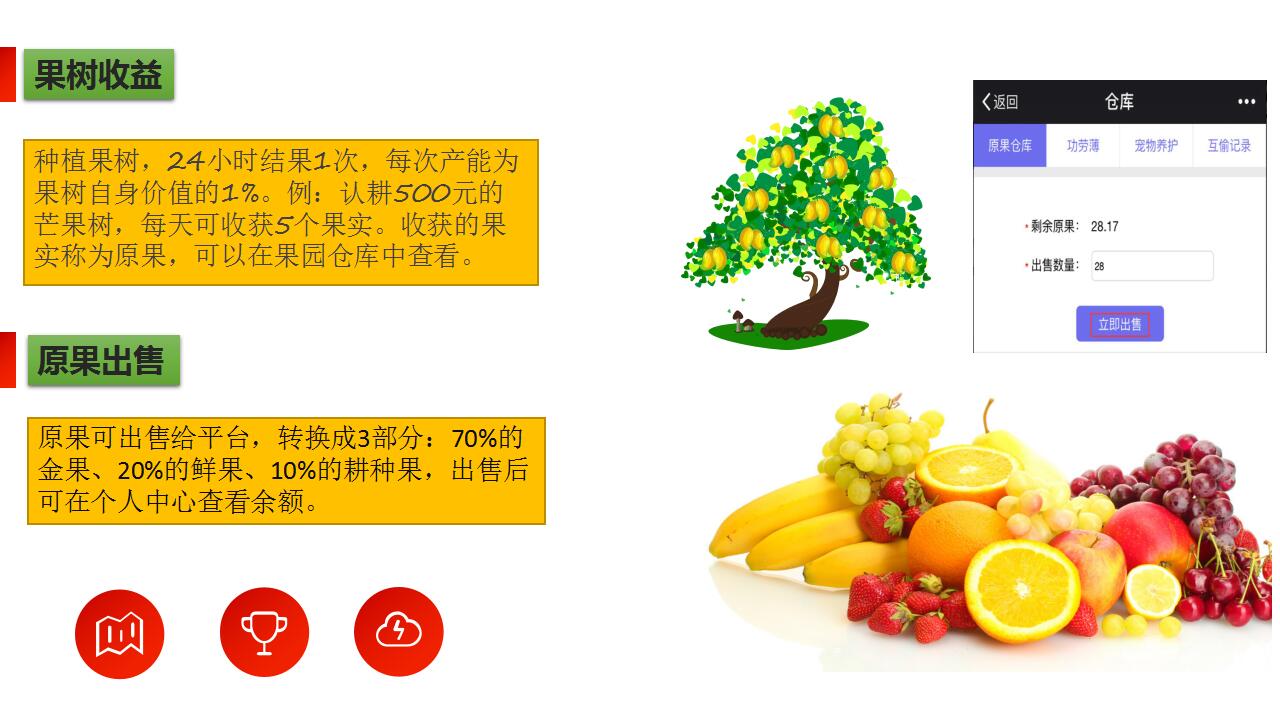 果树收益
种植果树，24小时结果1次，每次产能为
果树自身价值的1%。例：认耕500元的
芒果树，每天可收获5个果实。收获的果
实称为原果，可以在果园仓库中查看。
返回 仓库
原果仓库 功劳薄 宠物养护 互偷记录
*剩余原果： 28.17
*出售数量： 28
立即出售
原果出售
原果可出售给平台，转换成3部分：70%的
金果、20%的鲜果、10%的耕种果，出售后
可在个人中心查看余额。